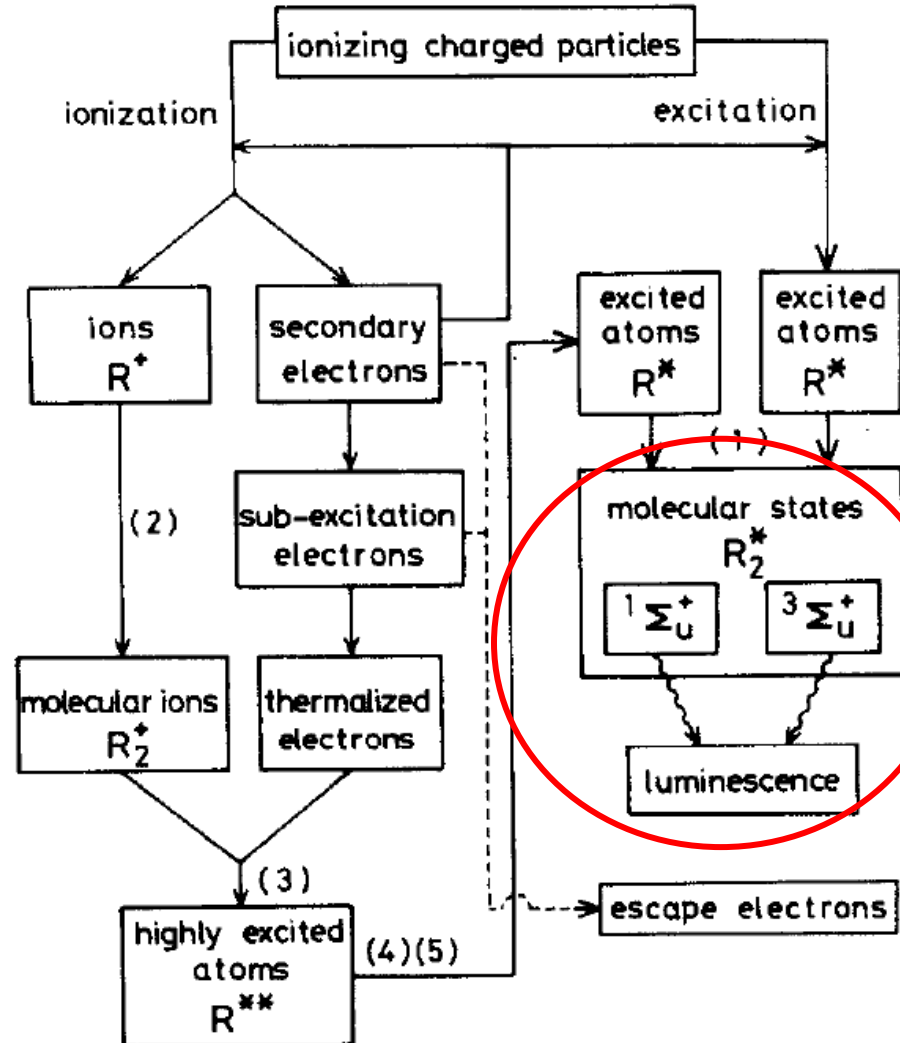 ionizing charged particles
ionization
excitation
ions
R⁺
secondary
electrons
excited
atoms
R*
excited
atoms
R*
(1)
(2)
sub-excitation
electrons
molecular states
R₂*
¹Σᵤ⁺
³Σᵤ⁺
molecular ions
R₂⁺
thermalized
electrons
luminescence
(3)
escape electrons
highly excited
atoms
R**
(4)(5)